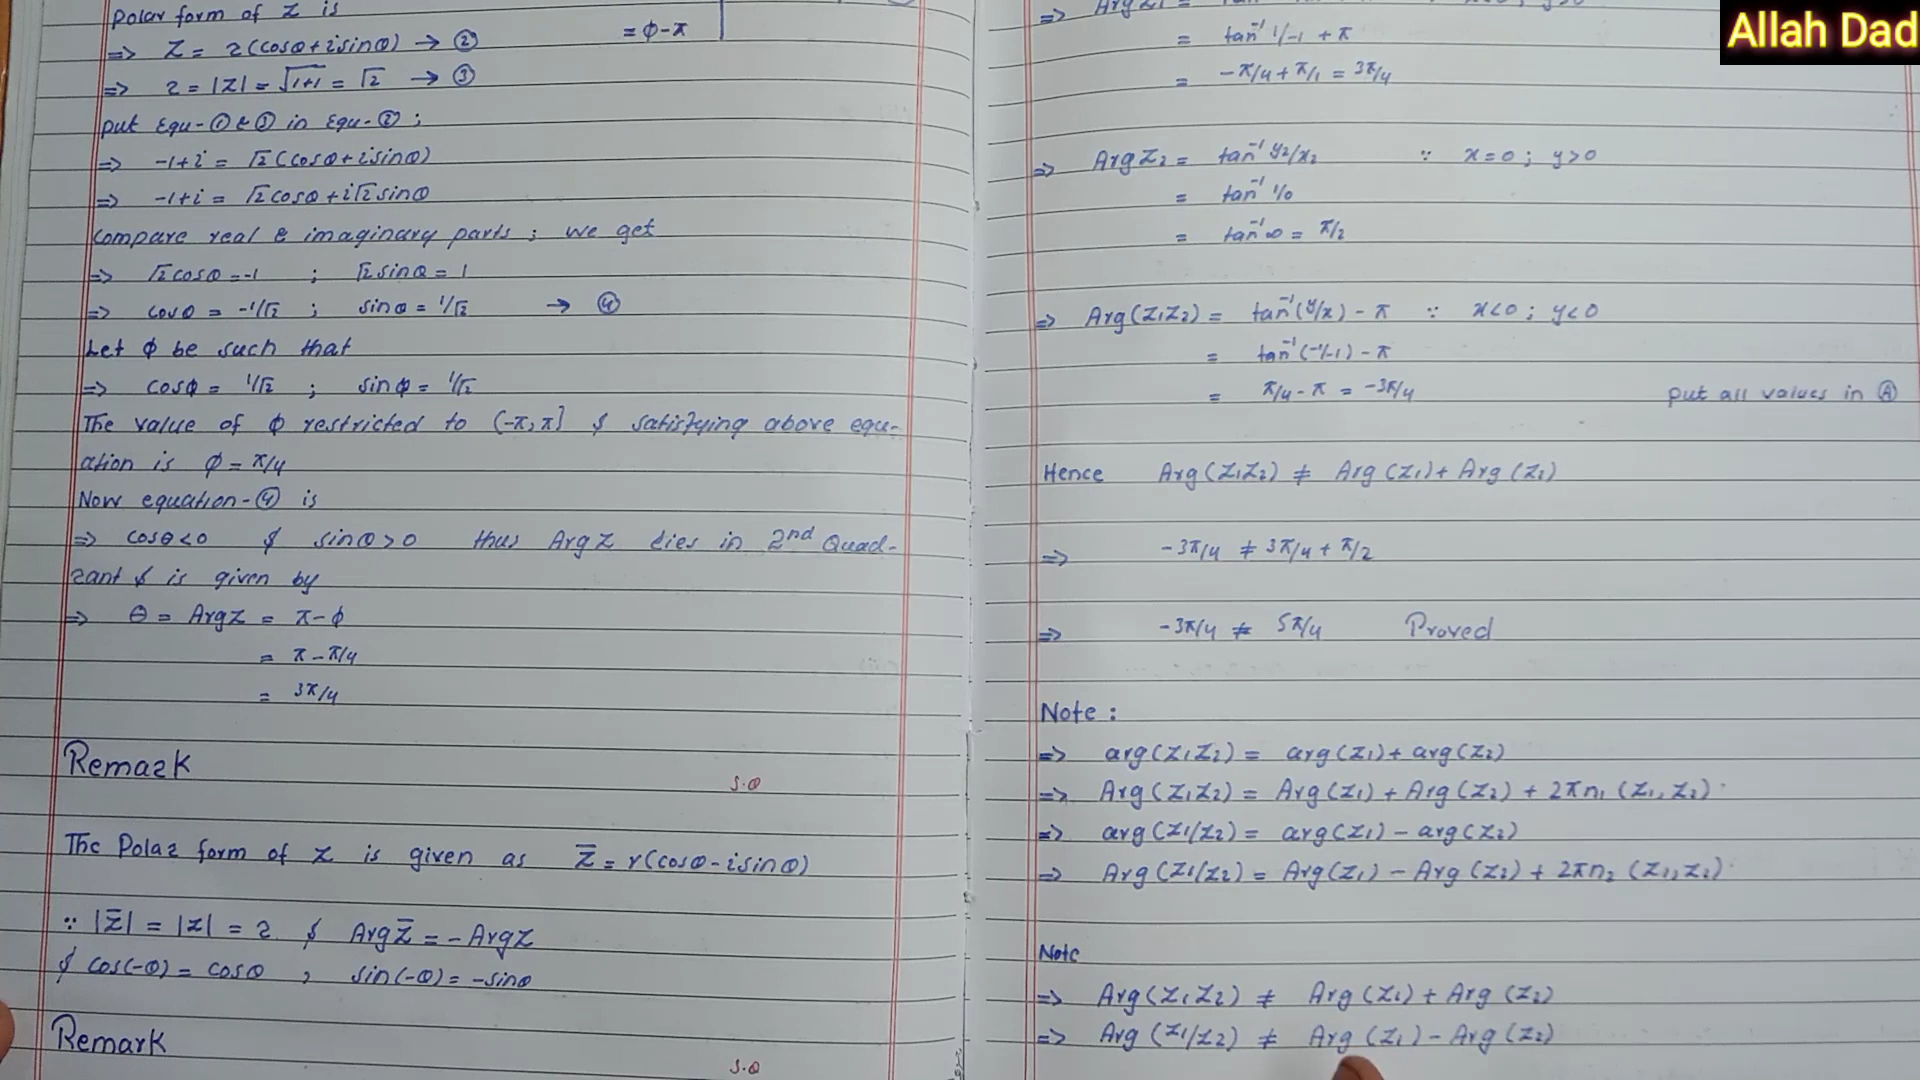 Polar form of z is
=> Z = r(cosθ+isinθ) → ②
= φ-π
=> r = |Z| = √1+1 = √2 → ③
put Equ-① & ③ in Equ-② ;
=> -1+i = √2(cosθ+isinθ)
=> -1+i = √2cosθ+i√2sinθ
compare real & imaginary parts ; we get
=> √2cosθ=-1 ; √2sinθ=1
=> cosθ = -1/√2 ; sinθ = 1/√2 → ④
Let φ be such that
=> cosφ = 1/√2 ; sinφ = 1/√2
The value of φ restricted to (-π,π] & satisfying above equ-
ation is φ = π/4
Now equation-④ is
=> cosθ<0 & sinθ>0 thus Arg z lies in 2nd Quad-
rant & is given by
=> θ = Argz = π-φ
= π-π/4
= 3π/4
Remark
S.Q
The Polar form of z is given as z̅ = r(cosθ-isinθ)
∵ |z̅| = |z| = r & Arg z̅ = -Argz
& cos(-θ) = cosθ , sin(-θ) = -sinθ
Remark
S.Q
= tan⁻¹ 1/-1 + π
= -π/4 + π/1 = 3π/4
=> Arg Z₂ = tan⁻¹ y₂/x₂ ∵ x=0 ; y>0
= tan⁻¹ 1/0
= tan⁻¹∞ = π/2
=> Arg(Z₁Z₂) = tan⁻¹(y/x) - π ∵ x<0 ; y<0
= tan⁻¹(-1/-1) - π
= π/4 - π = -3π/4
put all values in Ⓐ
Hence Arg(Z₁Z₂) ≠ Arg(Z₁) + Arg(Z₂)
=> -3π/4 ≠ 3π/4 + π/2
=> -3π/4 ≠ 5π/4 Proved
Note :
=> arg(Z₁Z₂) = arg(Z₁) + arg(Z₂)
=> Arg(Z₁Z₂) = Arg(Z₁) + Arg(Z₂) + 2πn₁(Z₁,Z₂)
=> arg(Z₁/Z₂) = arg(Z₁) - arg(Z₂)
=> Arg(Z₁/Z₂) = Arg(Z₁) - Arg(Z₂) + 2πn₂(Z₁,Z₂)
Note
=> Arg(Z₁Z₂) ≠ Arg(Z₁) + Arg(Z₂)
=> Arg(Z₁/Z₂) ≠ Arg(Z₁) - Arg(Z₂)
Allah Dad